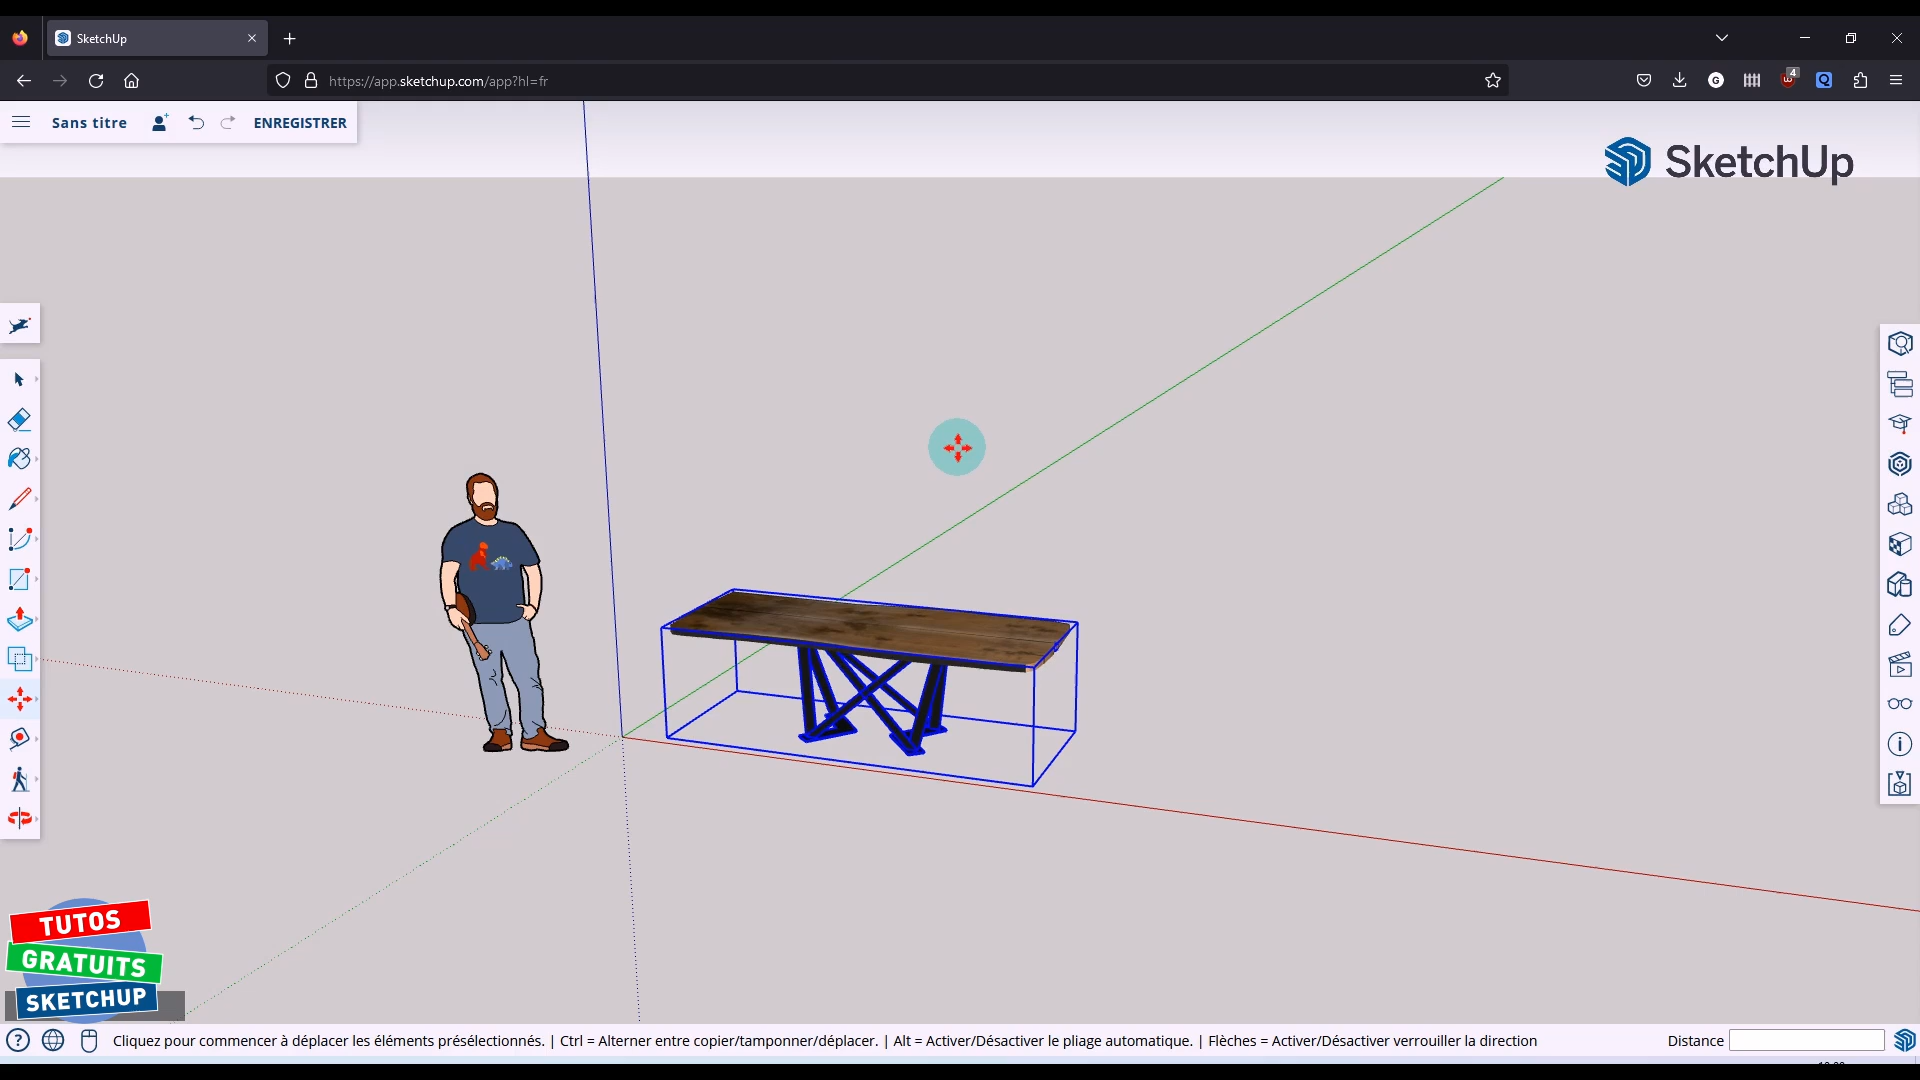 SketchUp
https://app.sketchup.com/app?hl=fr
4
G
Q
Sans titre
ENREGISTRER
SketchUp
TUTOS
GRATUITS
SKETCHUP
Cliquez pour commencer à déplacer les éléments présélectionnés. | Ctrl = Alterner entre copier/tamponner/déplacer. | Alt = Activer/Désactiver le pliage automatique. | Flèches = Activer/Désactiver verrouiller la direction
Distance